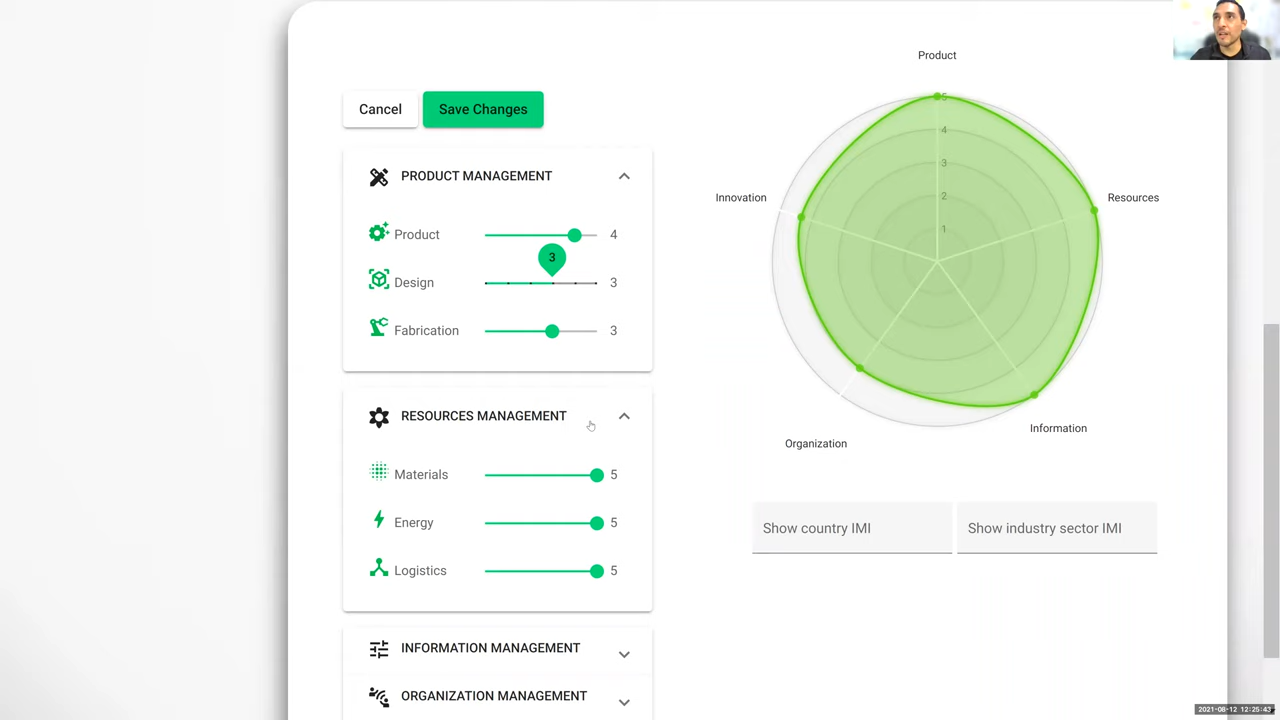 Cancel
Save Changes
PRODUCT MANAGEMENT
Product 4
3
Design 3
Fabrication 3
RESOURCES MANAGEMENT
Materials 5
Energy 5
Logistics 5
INFORMATION MANAGEMENT
ORGANIZATION MANAGEMENT
Product
5
4
3
2
1
Innovation
Resources
Organization
Information
Show country IMI
Show industry sector IMI
2021-08-12 12:25:43